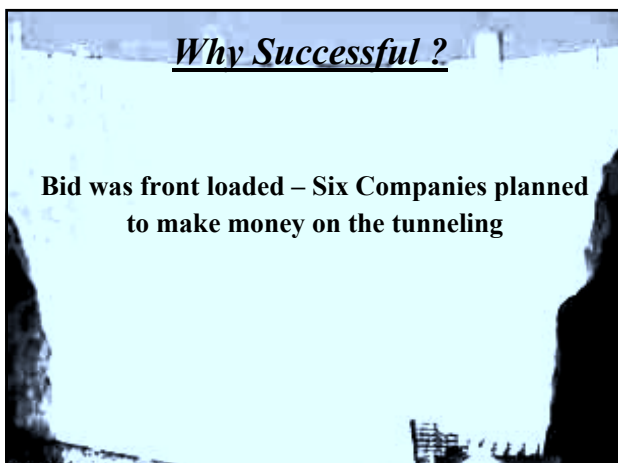 Why Successful ?
Bid was front loaded – Six Companies planned
to make money on the tunneling